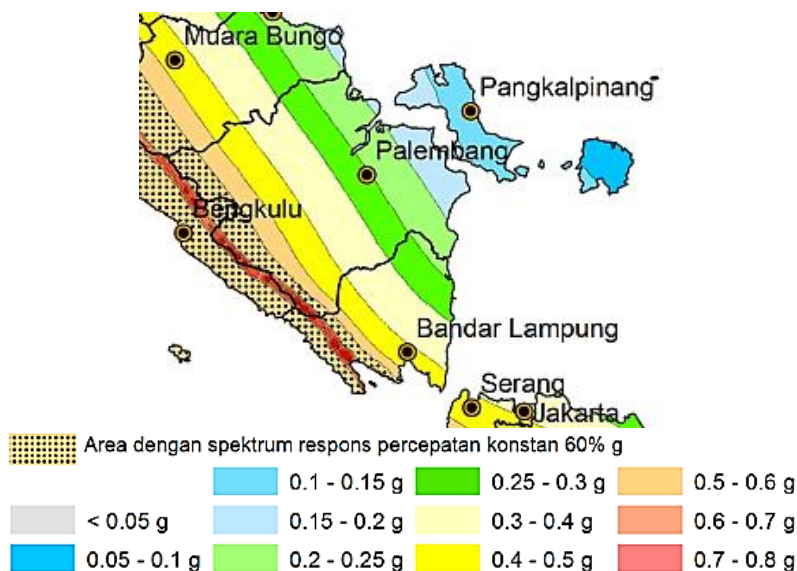 Muara Bungo
Pangkalpinang
Palembang
Bengkulu
Bandar Lampung
Serang
Jakarta
Area dengan spektrum respons percepatan konstan 60% g
0.1 - 0.15 g
0.25 - 0.3 g
0.5 - 0.6 g
< 0.05 g
0.15 - 0.2 g
0.3 - 0.4 g
0.6 - 0.7 g
0.05 - 0.1 g
0.2 - 0.25 g
0.4 - 0.5 g
0.7 - 0.8 g